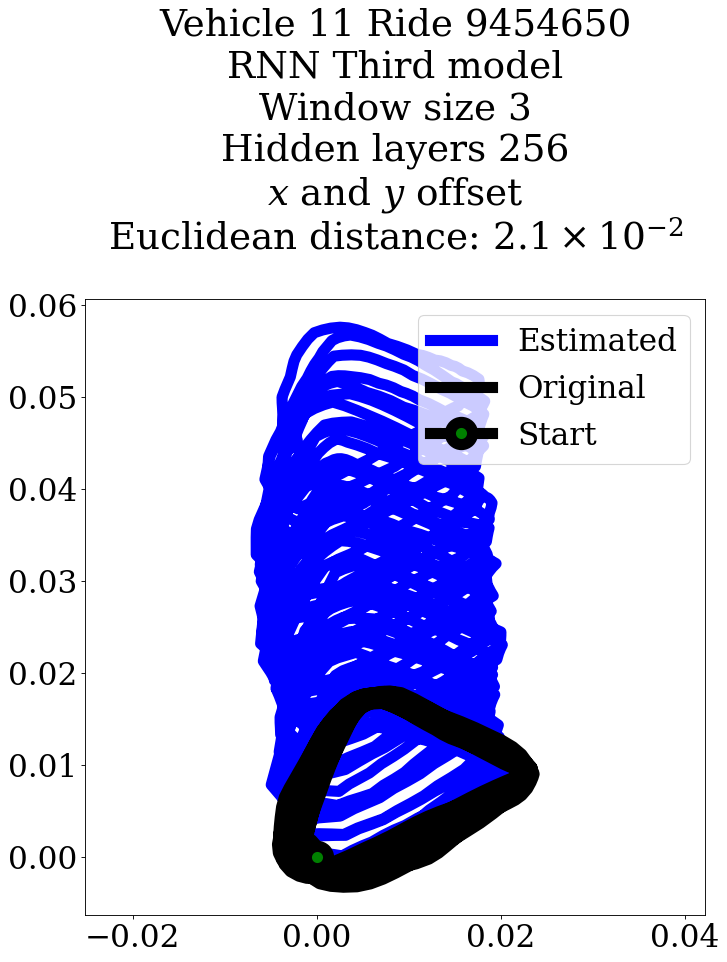 Vehicle 11 Ride 9454650
RNN Third model
Window size 3
Hidden layers 256
x and y offset
Euclidean distance: 2.1 × 10⁻²
Estimated
Original
Start
0.06
0.05
0.04
0.03
0.02
0.01
0.00
−0.02 0.00 0.02 0.04